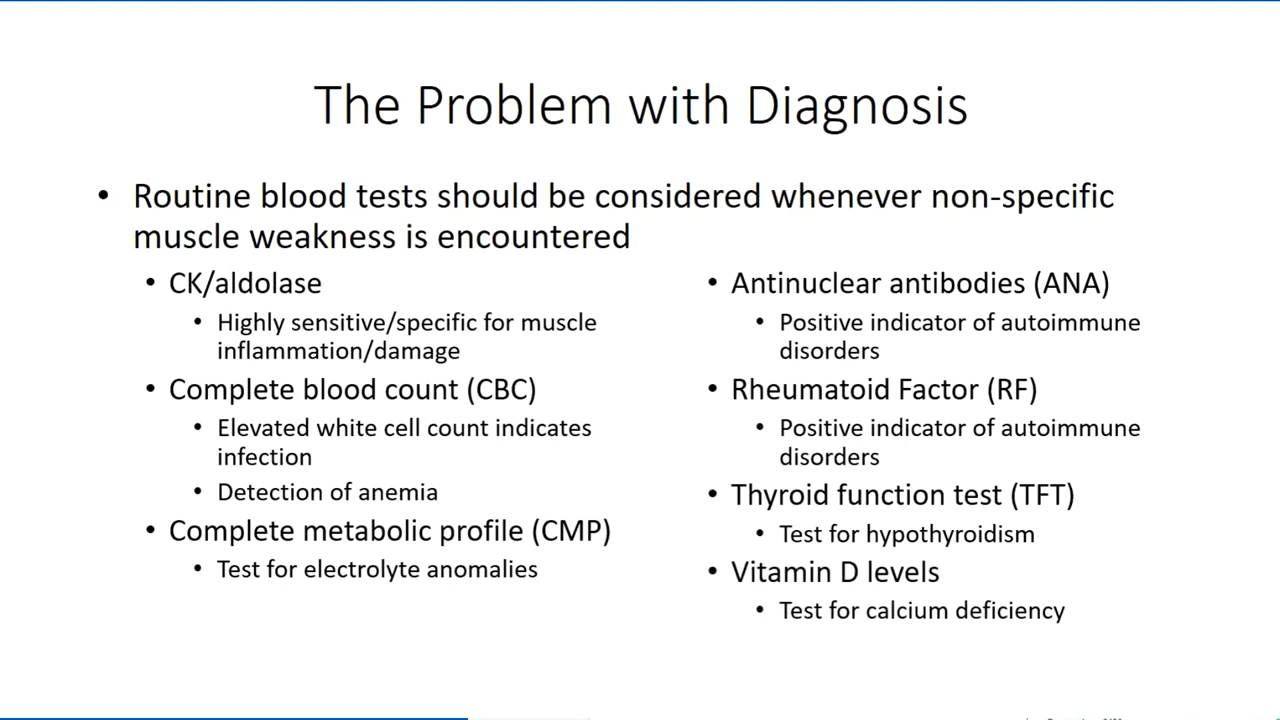 The Problem with Diagnosis
• Routine blood tests should be considered whenever non-specific
muscle weakness is encountered
• CK/aldolase
• Highly sensitive/specific for muscle
inflammation/damage
• Complete blood count (CBC)
• Elevated white cell count indicates
infection
• Detection of anemia
• Complete metabolic profile (CMP)
• Test for electrolyte anomalies
• Antinuclear antibodies (ANA)
• Positive indicator of autoimmune
disorders
• Rheumatoid Factor (RF)
• Positive indicator of autoimmune
disorders
• Thyroid function test (TFT)
• Test for hypothyroidism
• Vitamin D levels
• Test for calcium deficiency